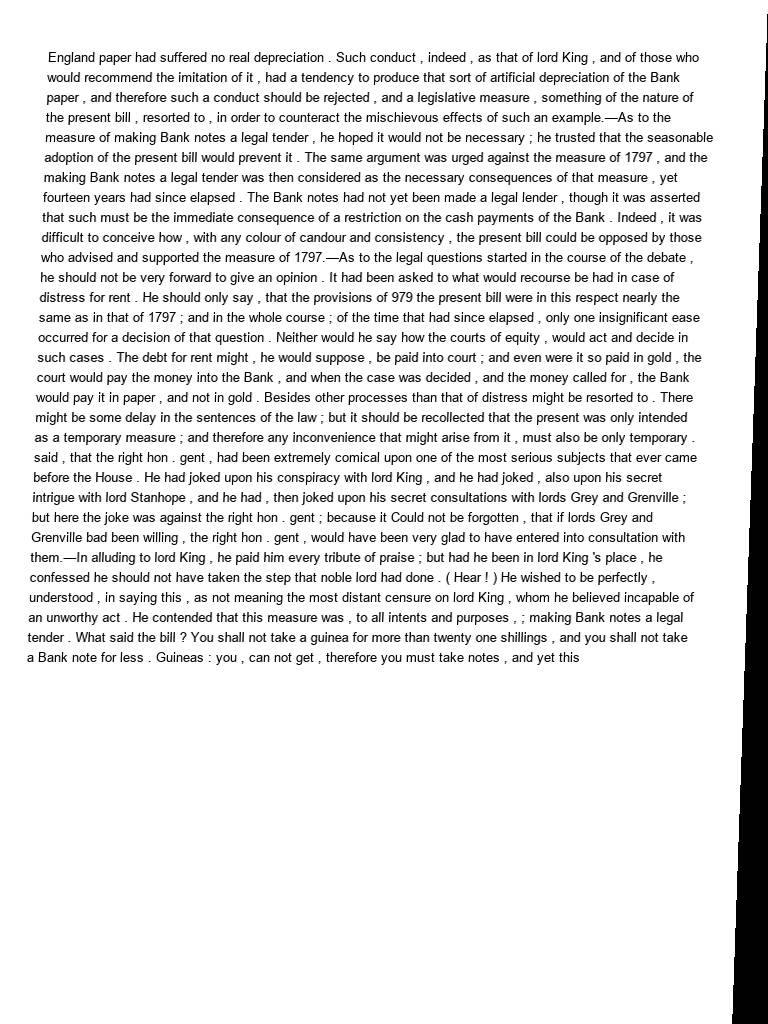 England paper had suffered no real depreciation . Such conduct , indeed , as that of lord King , and of those who
would recommend the imitation of it , had a tendency to produce that sort of artificial depreciation of the Bank
paper , and therefore such a conduct should be rejected , and a legislative measure , something of the nature of
the present bill , resorted to , in order to counteract the mischievous effects of such an example.—As to the
measure of making Bank notes a legal tender , he hoped it would not be necessary ; he trusted that the seasonable
adoption of the present bill would prevent it . The same argument was urged against the measure of 1797 , and the
making Bank notes a legal tender was then considered as the necessary consequences of that measure , yet
fourteen years had since elapsed . The Bank notes had not yet been made a legal lender , though it was asserted
that such must be the immediate consequence of a restriction on the cash payments of the Bank . Indeed , it was
difficult to conceive how , with any colour of candour and consistency , the present bill could be opposed by those
who advised and supported the measure of 1797.—As to the legal questions started in the course of the debate ,
he should not be very forward to give an opinion . It had been asked to what would recourse be had in case of
distress for rent . He should only say , that the provisions of 979 the present bill were in this respect nearly the
same as in that of 1797 ; and in the whole course ; of the time that had since elapsed , only one insignificant ease
occurred for a decision of that question . Neither would he say how the courts of equity , would act and decide in
such cases . The debt for rent might , he would suppose , be paid into court ; and even were it so paid in gold , the
court would pay the money into the Bank , and when the case was decided , and the money called for , the Bank
would pay it in paper , and not in gold . Besides other processes than that of distress might be resorted to . There
might be some delay in the sentences of the law ; but it should be recollected that the present was only intended
as a temporary measure ; and therefore any inconvenience that might arise from it , must also be only temporary .
said , that the right hon . gent , had been extremely comical upon one of the most serious subjects that ever came
before the House . He had joked upon his conspiracy with lord King , and he had joked , also upon his secret
intrigue with lord Stanhope , and he had , then joked upon his secret consultations with lords Grey and Grenville ;
but here the joke was against the right hon . gent ; because it Could not be forgotten , that if lords Grey and
Grenville bad been willing , the right hon . gent , would have been very glad to have entered into consultation with
them.—In alluding to lord King , he paid him every tribute of praise ; but had he been in lord King 's place , he
confessed he should not have taken the step that noble lord had done . ( Hear ! ) He wished to be perfectly ,
understood , in saying this , as not meaning the most distant censure on lord King , whom he believed incapable of
an unworthy act . He contended that this measure was , to all intents and purposes , ; making Bank notes a legal
tender . What said the bill ? You shall not take a guinea for more than twenty one shillings , and you shall not take
a Bank note for less . Guineas : you , can not get , therefore you must take notes , and yet this